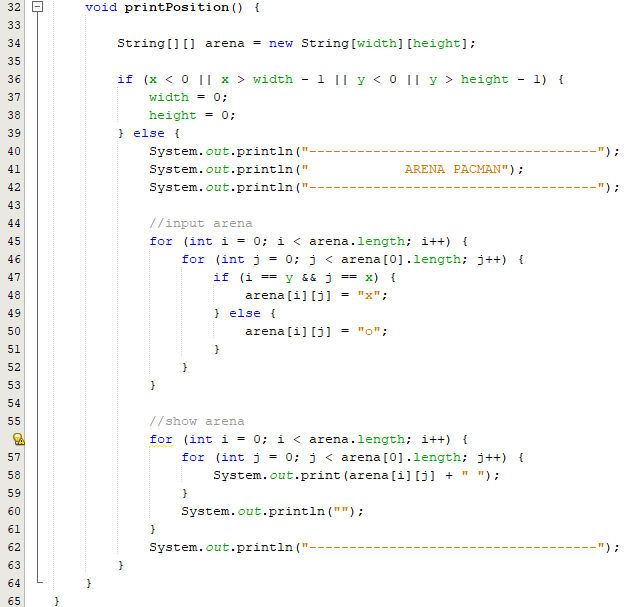 32 void printPosition() {
33
34 String[][] arena = new String[width][height];
35
36 if (x < 0 || x > width - 1 || y < 0 || y > height - 1) {
37 width = 0;
38 height = 0;
39 } else {
40 System.out.println("------------------------------------");
41 System.out.println("            ARENA PACMAN");
42 System.out.println("------------------------------------");
43
44 //input arena
45 for (int i = 0; i < arena.length; i++) {
46 for (int j = 0; j < arena[0].length; j++) {
47 if (i == y && j == x) {
48 arena[i][j] = "x";
49 } else {
50 arena[i][j] = "o";
51 }
52 }
53 }
54
55 //show arena
for (int i = 0; i < arena.length; i++) {
57 for (int j = 0; j < arena[0].length; j++) {
58 System.out.print(arena[i][j] + " ");
59 }
60 System.out.println("");
61 }
62 System.out.println("------------------------------------");
63 }
64 }
65 }